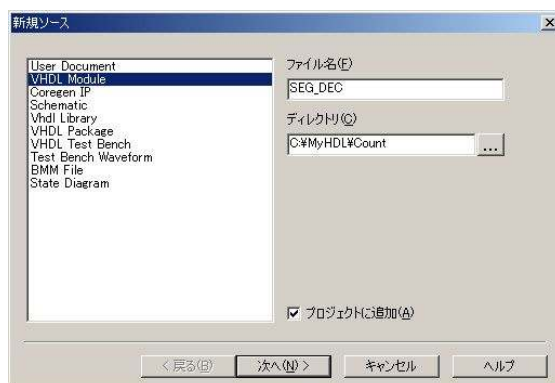 新規ソース
User Document
VHDL Module
Coregen IP
Schematic
Vhdl Library
VHDL Package
VHDL Test Bench
Test Bench Waveform
BMM File
State Diagram
ファイル名(F)
SEG_DEC
ディレクトリ(C)
C:¥MyHDL¥Count
...
プロジェクトに追加(A)
< 戻る(B)
次へ(N) >
キャンセル
ヘルプ